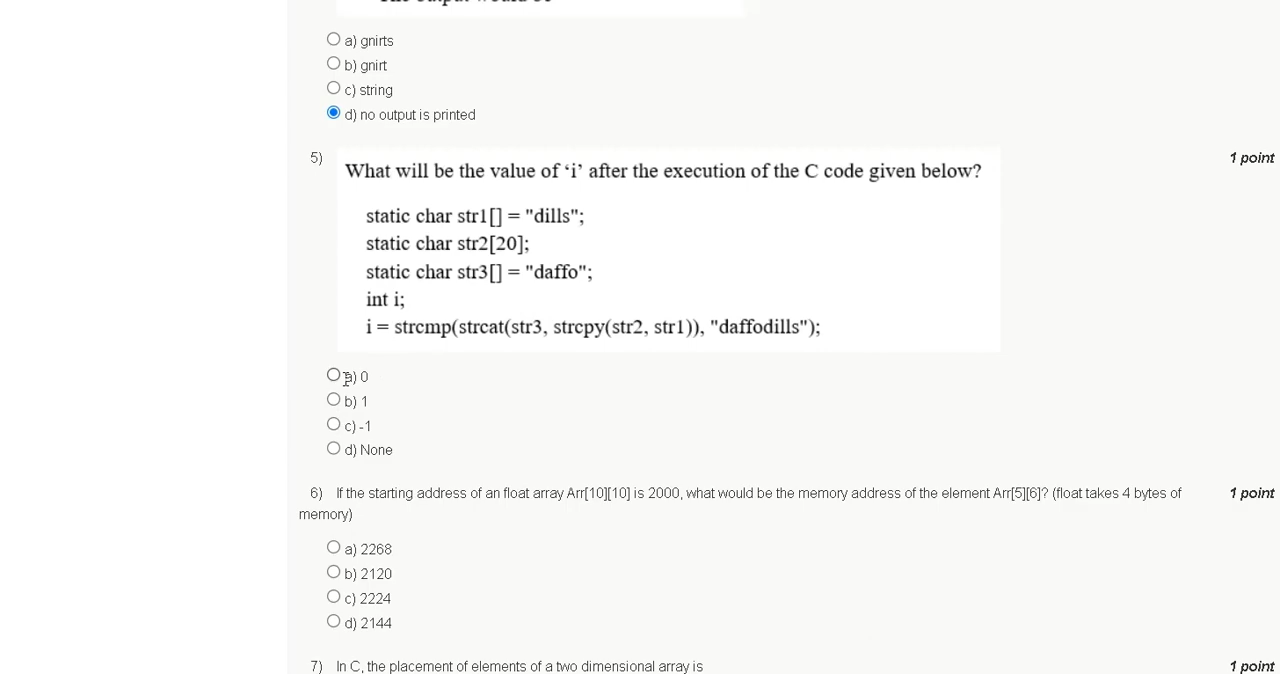 a) gnirts
b) gnirt
c) string
d) no output is printed
5)
1 point
What will be the value of ‘i’ after the execution of the C code given below?
static char str1[] = "dills";
static char str2[20];
static char str3[] = "daffo";
int i;
i = strcmp(strcat(str3, strcpy(str2, str1)), "daffodills");
a) 0
b) 1
c) -1
d) None
6) If the starting address of an float array Arr[10][10] is 2000, what would be the memory address of the element Arr[5][6]? (float takes 4 bytes of
1 point
memory)
a) 2268
b) 2120
c) 2224
d) 2144
7) In C, the placement of elements of a two dimensional array is
1 point